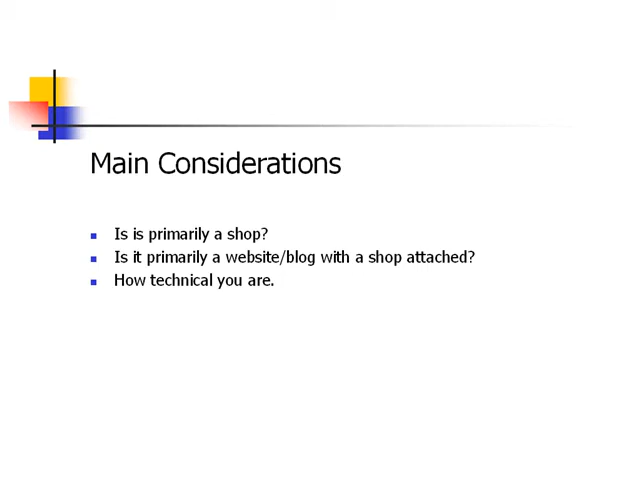 Main Considerations
Is is primarily a shop?
Is it primarily a website/blog with a shop attached?
How technical you are.